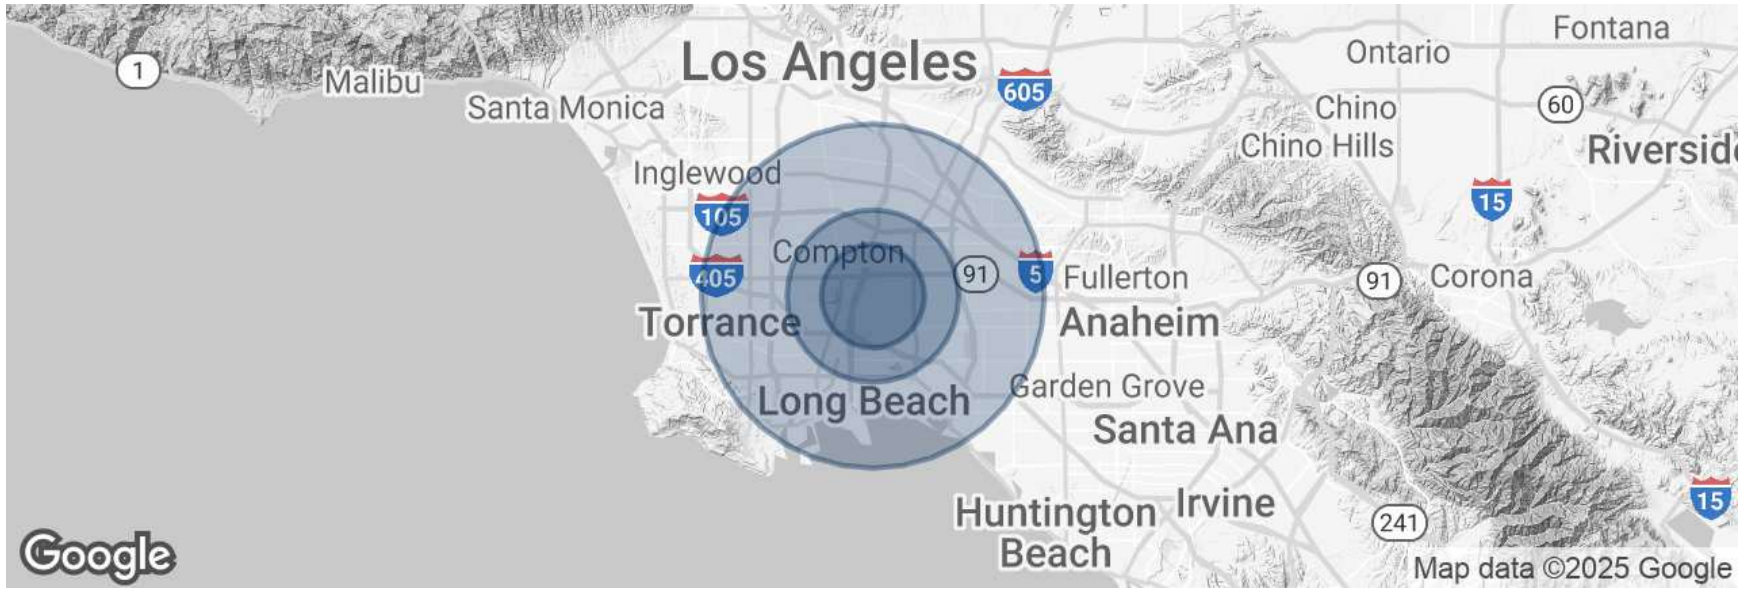 Fontana
Los Angeles
Ontario
1
Malibu
605
Santa Monica
Chino
60
Chino Hills
Riverside
Inglewood
105
15
Compton
405
91
5
Fullerton
91
Corona
Torrance
Anaheim
Garden Grove
Long Beach
Santa Ana
Huntington
Beach
Irvine
15
241
Google
Map data ©2025 Google